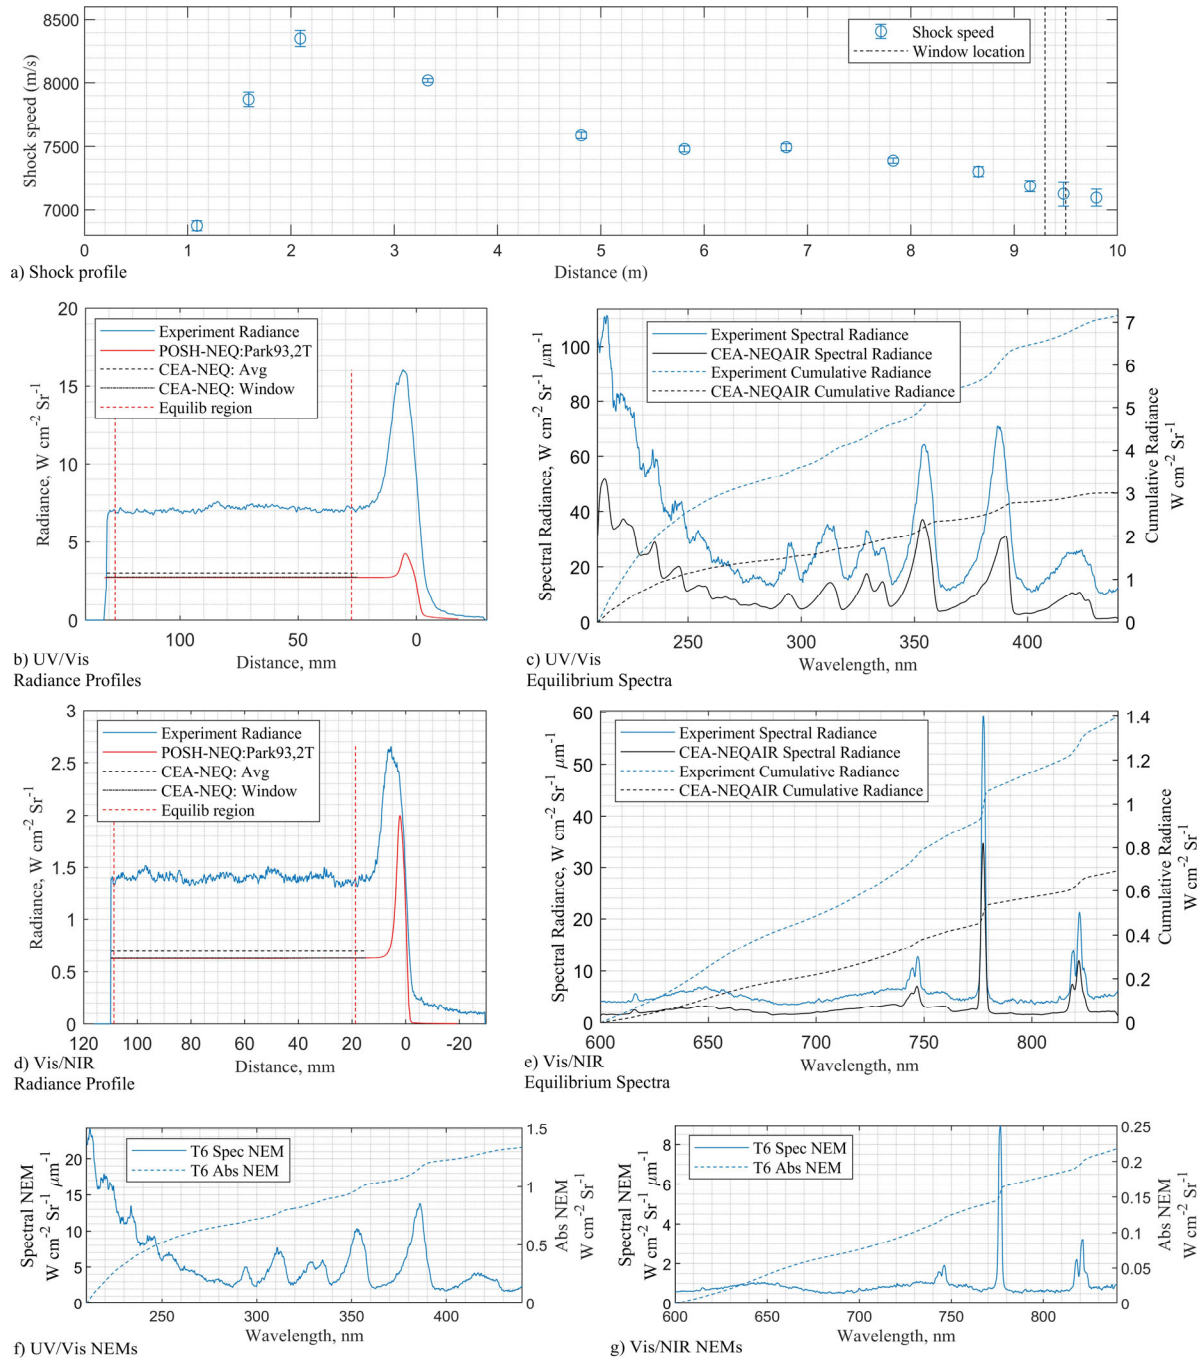 8500
8000
7500
7000
Shock speed (m/s)
Shock speed
Window location
0 1 2 3 4 5 6 7 8 9 10
a) Shock profile
Distance (m)
20
15
10
5
0
Radiance, W cm-2 Sr-1
Experiment Radiance
POSH-NEQ:Park93,2T
CEA-NEQ: Avg
CEA-NEQ: Window
Equilib region
100 50 0
b) UV/Vis
Distance, mm
Radiance Profiles
100
80
60
40
20
0
Spectral Radiance, W cm-2 Sr-1 μm-1
Experiment Spectral Radiance
CEA-NEQAIR Spectral Radiance
Experiment Cumulative Radiance
CEA-NEQAIR Cumulative Radiance
7
6
5
4
3
2
1
0
Cumulative Radiance
W cm-2 Sr-1
250 300 350 400
c) UV/Vis
Wavelength, nm
Equilibrium Spectra
3
2.5
2
1.5
1
0.5
0
Radiance, W cm-2 Sr-1
Experiment Radiance
POSH-NEQ:Park93,2T
CEA-NEQ: Avg
CEA-NEQ: Window
Equilib region
120 100 80 60 40 20 0 -20
d) Vis/NIR
Distance, mm
Radiance Profile
60
50
40
30
20
10
0
Spectral Radiance, W cm-2 Sr-1 μm-1
Experiment Spectral Radiance
CEA-NEQAIR Spectral Radiance
Experiment Cumulative Radiance
CEA-NEQAIR Cumulative Radiance
1.4
1.2
1
0.8
0.6
0.4
0.2
0
Cumulative Radiance
W cm-2 Sr-1
600 650 700 750 800
e) Vis/NIR
Wavelength, nm
Equilibrium Spectra
20
15
10
5
0
Spectral NEM
W cm-2 Sr-1 μm-1
T6 Spec NEM
T6 Abs NEM
1.5
1
0.5
0
Abs NEM
W cm-2 Sr-1
250 300 350 400
Wavelength, nm
f) UV/Vis NEMs
8
6
4
2
0
Spectral NEM
W cm-2 Sr-1 μm-1
T6 Spec NEM
T6 Abs NEM
0.25
0.2
0.15
0.1
0.05
0
Abs NEM
W cm-2 Sr-1
600 650 700 750 800
Wavelength, nm
g) Vis/NIR NEMs